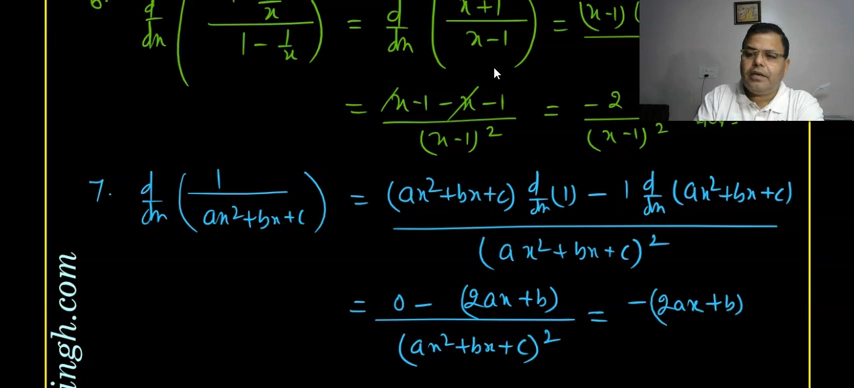 d/dx ( 1/x / 1 - 1/x ) = d/dx ( x+1 / x-1 ) = (x-1)
= x-1-x-1 / (x-1)² = -2 / (x-1)²
7. d/dx ( 1 / ax²+bx+c ) = (ax²+bx+c) d/dx (1) - 1 d/dx (ax²+bx+c) / (ax²+bx+c)²
= 0 - (2ax+b) / (ax²+bx+c)² = -(2ax+b)
ingh.com